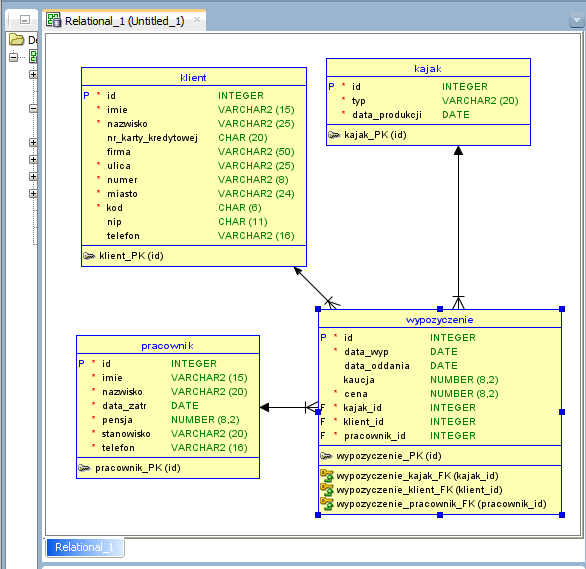 Relational_1 (Untitled_1)
klient
P * id INTEGER
* imie VARCHAR2 (15)
* nazwisko VARCHAR2 (25)
nr_karty_kredytowej CHAR (20)
firma VARCHAR2 (50)
* ulica VARCHAR2 (25)
* numer VARCHAR2 (8)
* miasto VARCHAR2 (24)
* kod CHAR (6)
nip CHAR (11)
telefon VARCHAR2 (16)
klient_PK (id)
kajak
P * id INTEGER
* typ VARCHAR2 (20)
* data_produkcji DATE
kajak_PK (id)
pracownik
P * id INTEGER
* imie VARCHAR2 (15)
* nazwisko VARCHAR2 (20)
* data_zatr DATE
* pensja NUMBER (8,2)
* stanowisko VARCHAR2 (20)
* telefon VARCHAR2 (16)
pracownik_PK (id)
wypozyczenie
P * id INTEGER
* data_wyp DATE
data_oddania DATE
kaucja NUMBER (8,2)
* cena NUMBER (8,2)
F * kajak_id INTEGER
F * klient_id INTEGER
F * pracownik_id INTEGER
wypozyczenie_PK (id)
wypozyczenie_kajak_FK (kajak_id)
wypozyczenie_klient_FK (klient_id)
wypozyczenie_pracownik_FK (pracownik_id)
Relational_1